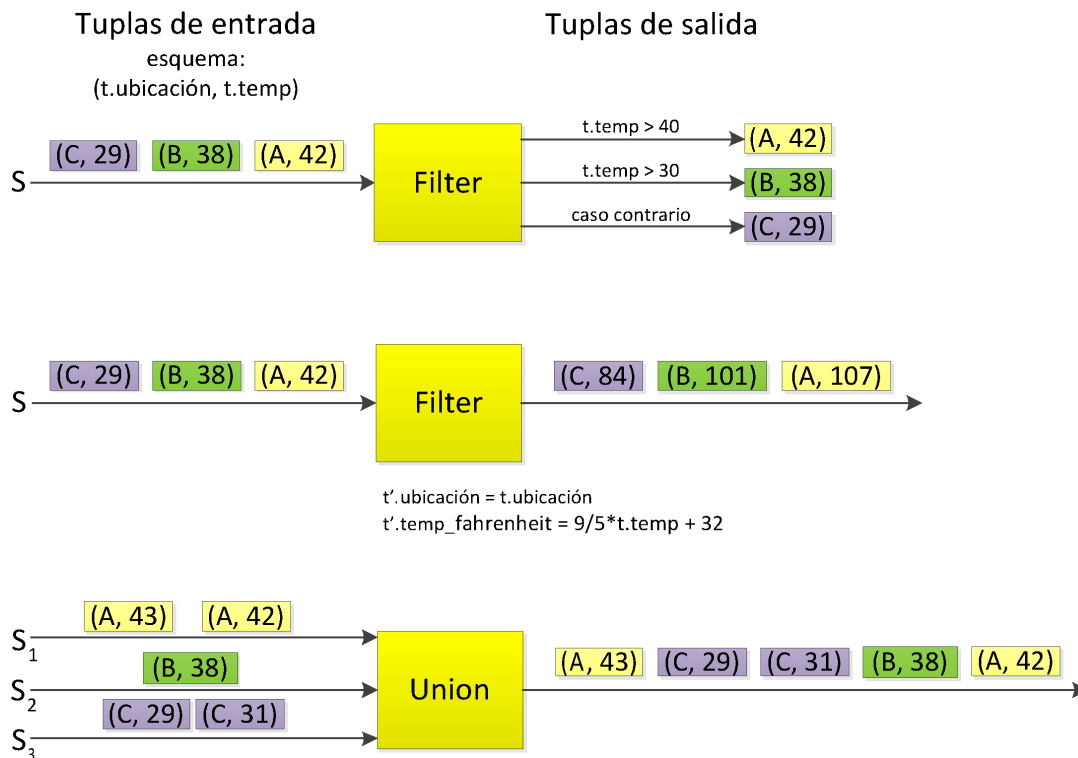 Tuplas de entrada
esquema:
(t.ubicación, t.temp)
Tuplas de salida
(C, 29) (B, 38) (A, 42)
S
Filter
t.temp > 40
(A, 42)
t.temp > 30
(B, 38)
caso contrario
(C, 29)
(C, 29) (B, 38) (A, 42)
S
Filter
(C, 84) (B, 101) (A, 107)
t’.ubicación = t.ubicación
t’.temp_fahrenheit = 9/5*t.temp + 32
(A, 43) (A, 42)
S1
(B, 38)
S2
(C, 29) (C, 31)
S3
Union
(A, 43) (C, 29) (C, 31) (B, 38) (A, 42)